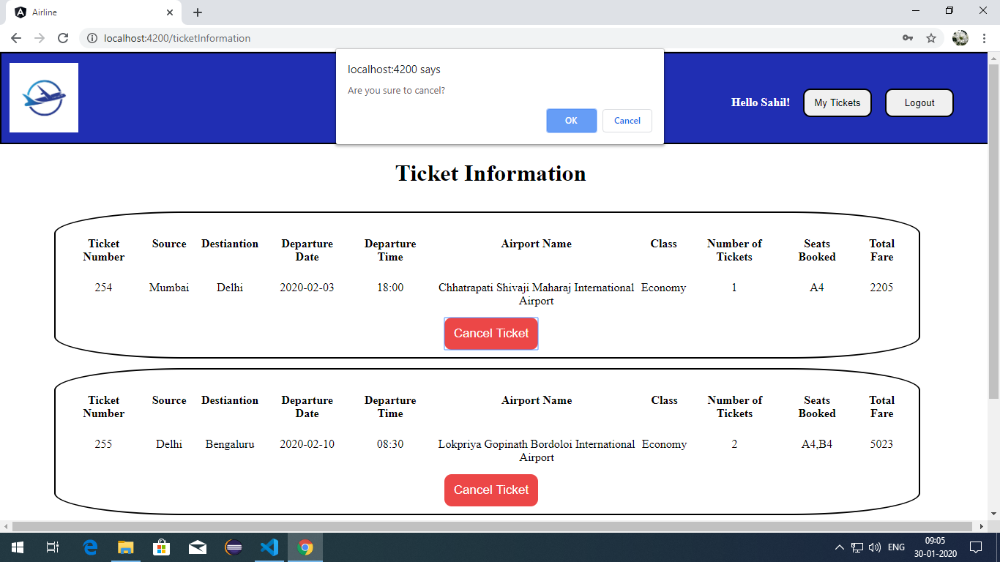 Airline
localhost:4200/ticketInformation
localhost:4200 says
Are you sure to cancel?
OK Cancel
Hello Sahil! My Tickets Logout
Ticket Information
Ticket Number Source Destiantion Departure Date Departure Time Airport Name Class Number of Tickets Seats Booked Total Fare
254 Mumbai Delhi 2020-02-03 18:00 Chhatrapati Shivaji Maharaj International Airport Economy 1 A4 2205
Cancel Ticket
Ticket Number Source Destiantion Departure Date Departure Time Airport Name Class Number of Tickets Seats Booked Total Fare
255 Delhi Bengaluru 2020-02-10 08:30 Lokpriya Gopinath Bordoloi International Airport Economy 2 A4,B4 5023
Cancel Ticket
ENG
09:05
30-01-2020